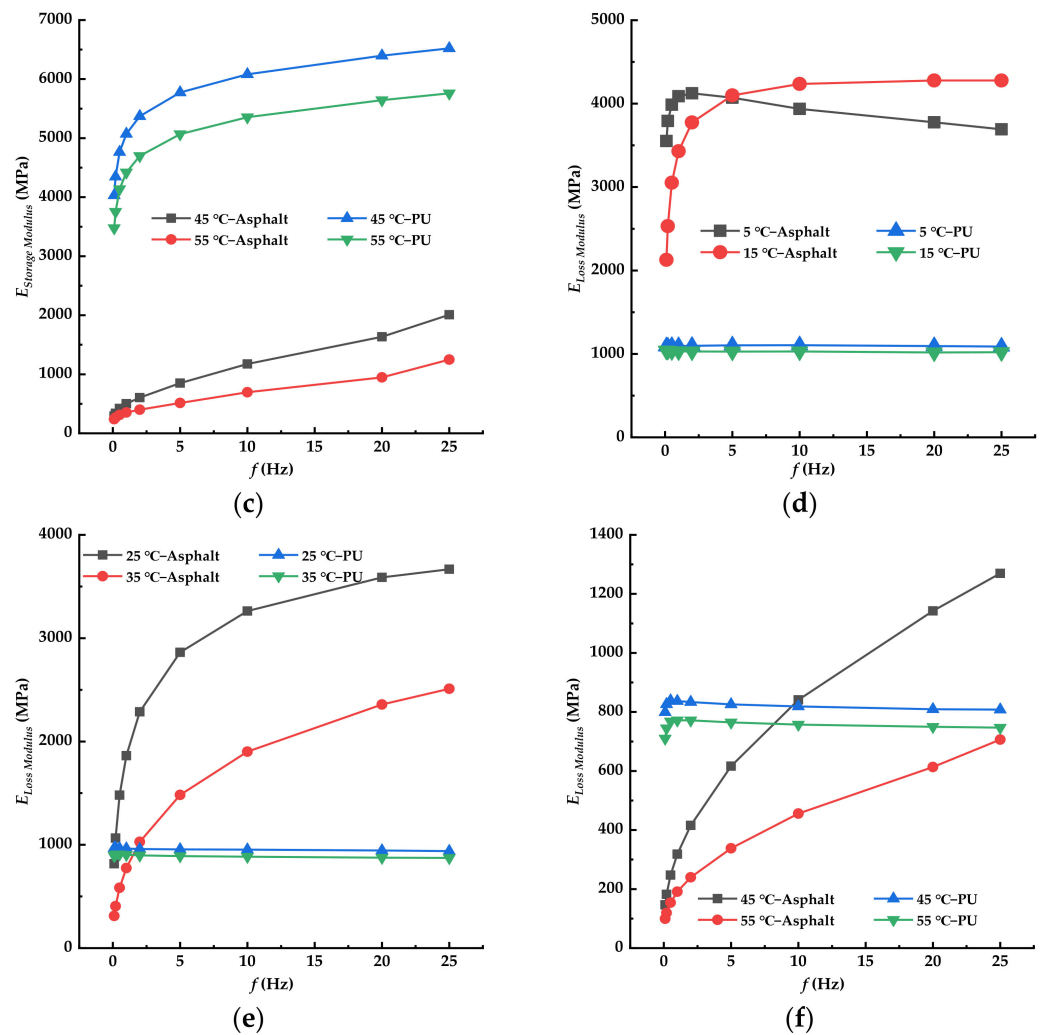 7000
6000
5000
4000
3000
2000
1000
0
E Storage Modulus (MPa)
45 °C–Asphalt 45 °C–PU
55 °C–Asphalt 55 °C–PU
0 5 10 15 20 25
f (Hz)
(c)
5000
4000
3000
2000
1000
0
E Loss Modulus (MPa)
5 °C–Asphalt 5 °C–PU
15 °C–Asphalt 15 °C–PU
0 5 10 15 20 25
f (Hz)
(d)
4000
3000
2000
1000
0
E Loss Modulus (MPa)
25 °C–Asphalt 25 °C–PU
35 °C–Asphalt 35 °C–PU
0 5 10 15 20 25
f (Hz)
(e)
1400
1200
1000
800
600
400
200
0
E Loss Modulus (MPa)
45 °C–Asphalt 45 °C–PU
55 °C–Asphalt 55 °C–PU
0 5 10 15 20 25
f (Hz)
(f)